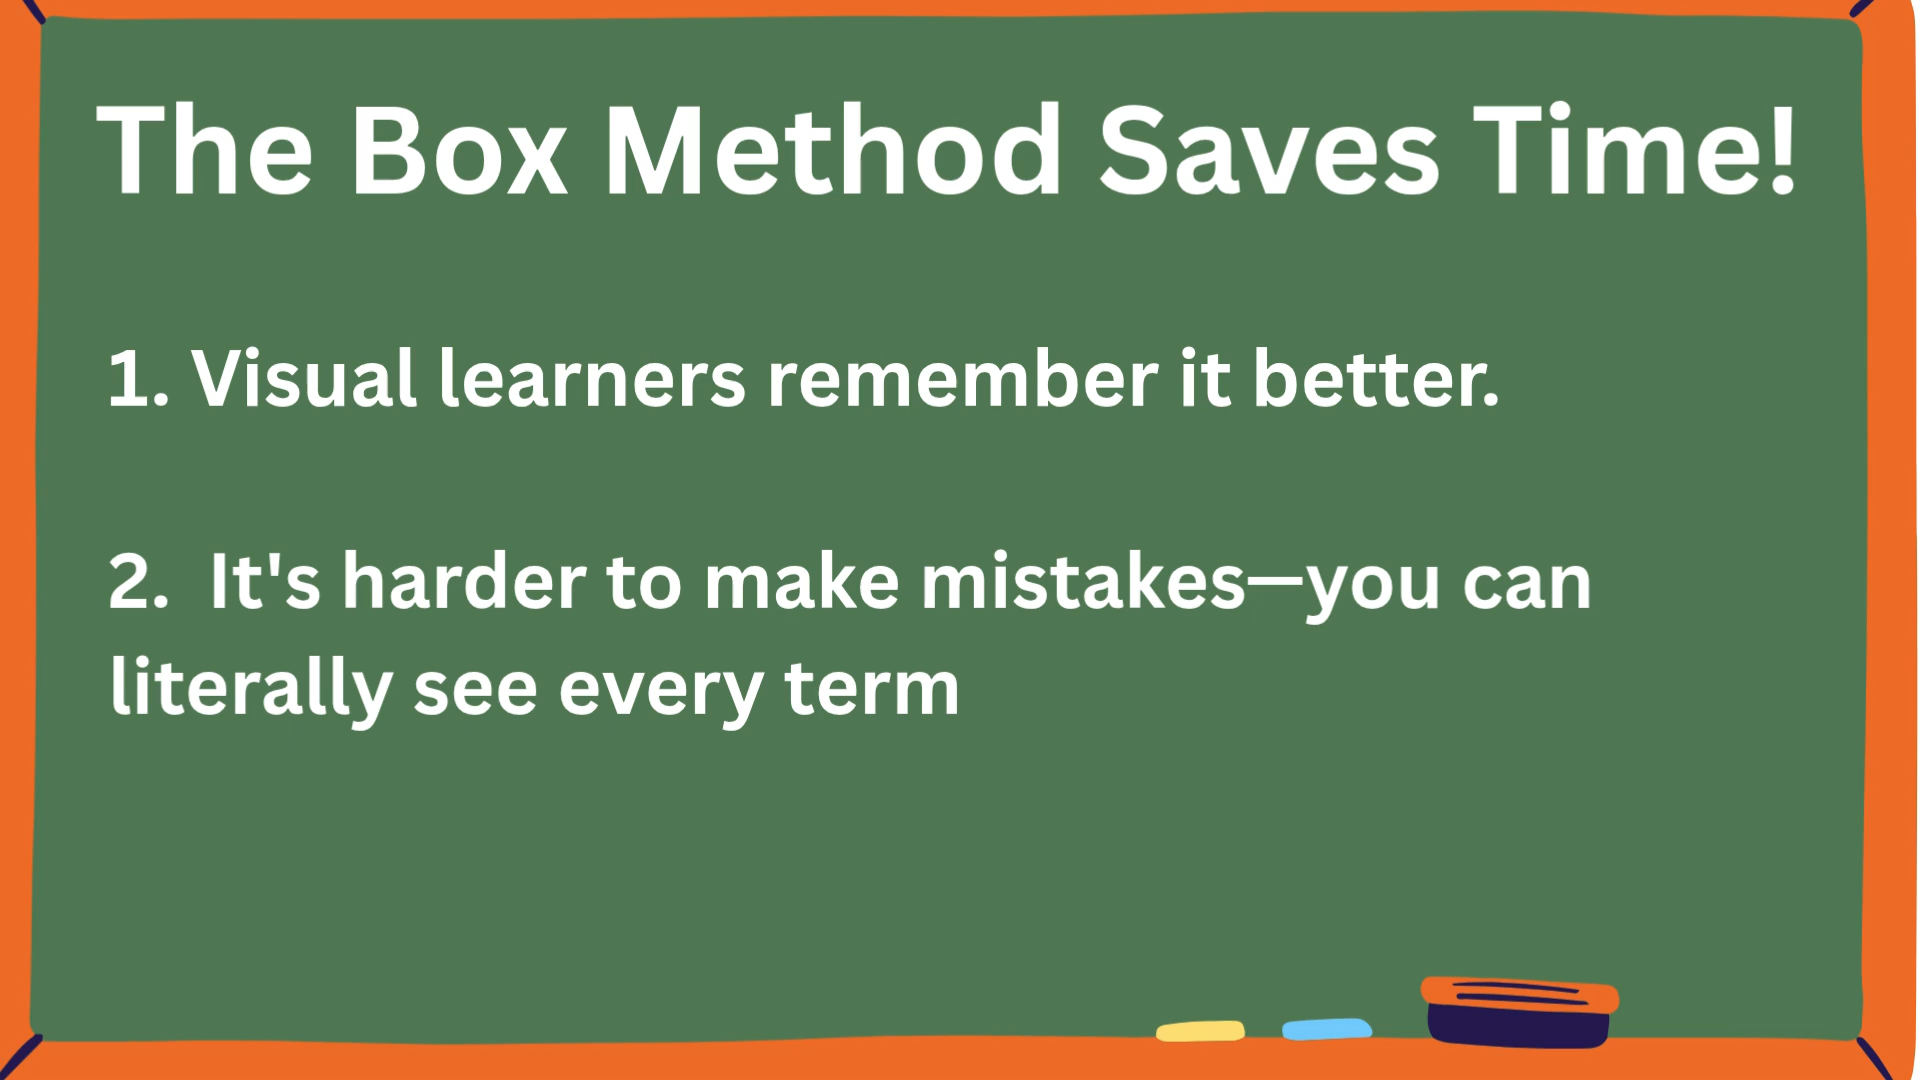 The Box Method Saves Time!
1. Visual learners remember it better.
2. It's harder to make mistakes—you can
literally see every term